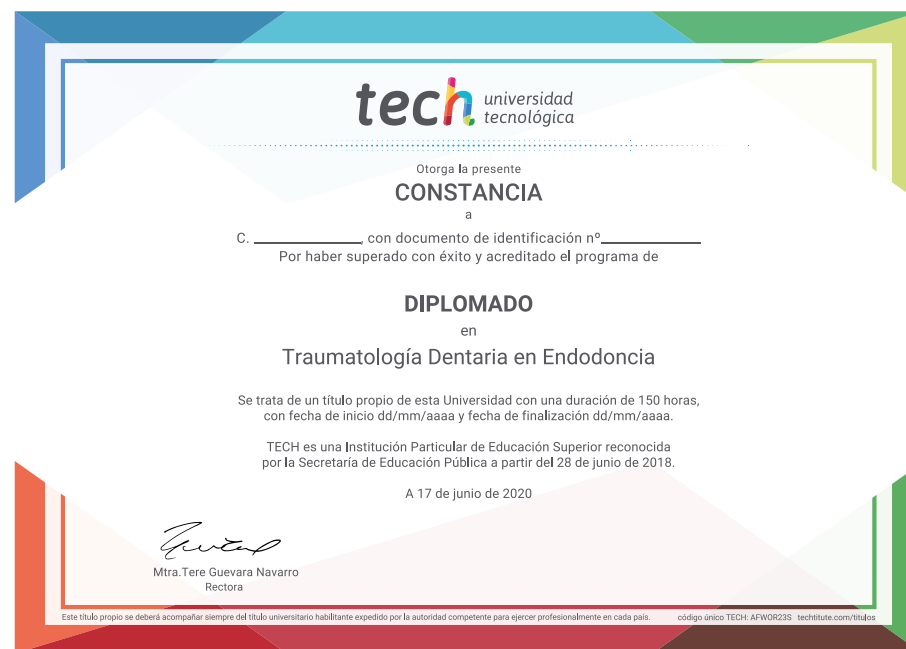 tech universidad
tecnológica
Otorga la presente
CONSTANCIA
a
C. ____________, con documento de identificación nº___________
Por haber superado con éxito y acreditado el programa de
DIPLOMADO
en
Traumatología Dentaria en Endodoncia
Se trata de un título propio de esta Universidad con una duración de 150 horas,
con fecha de inicio dd/mm/aaaa y fecha de finalización dd/mm/aaaa.
TECH es una Institución Particular de Educación Superior reconocida
por la Secretaría de Educación Pública a partir del 28 de junio de 2018.
A 17 de junio de 2020
Mtra.Tere Guevara Navarro
Rectora
Este título propio se deberá acompañar siempre del título universitario habilitante expedido por la autoridad competente para ejercer profesionalmente en cada país. código único TECH: AFWOR23S techtitute.com/titulos